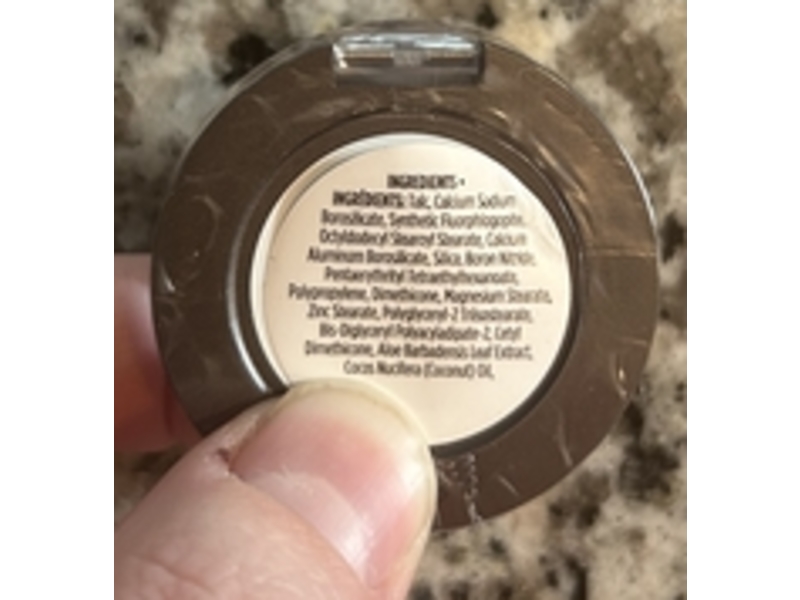 INGREDIENTS •
INGRÉDIENTS: Talc, Calcium Sodium
Borosilicate, Synthetic Fluorphlogopite,
Octyldodecyl Stearoyl Stearate, Calcium
Aluminum Borosilicate, Silica, Boron Nitride,
Pentaerythrityl Tetraethylhexanoate,
Polypropylene, Dimethicone, Magnesium Stearate,
Zinc Stearate, Polyglyceryl-2 Triisostearate,
Bis-Diglyceryl Polyacyladipate-2, Cetyl
Dimethicone, Aloe Barbadensis Leaf Extract,
Cocos Nucifera (Coconut) Oil,